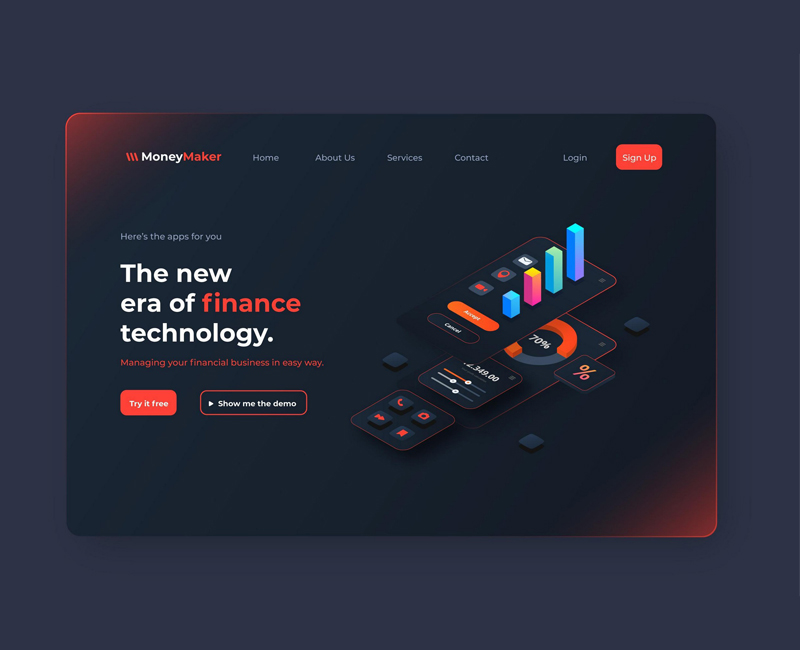 MoneyMaker
Home
About Us
Services
Contact
Login
Sign Up
Here's the apps for you
The new
era of finance
technology.
Managing your financial business in easy way.
Try it free
Show me the demo
Accept
Cancel
70%
2,349.00
%